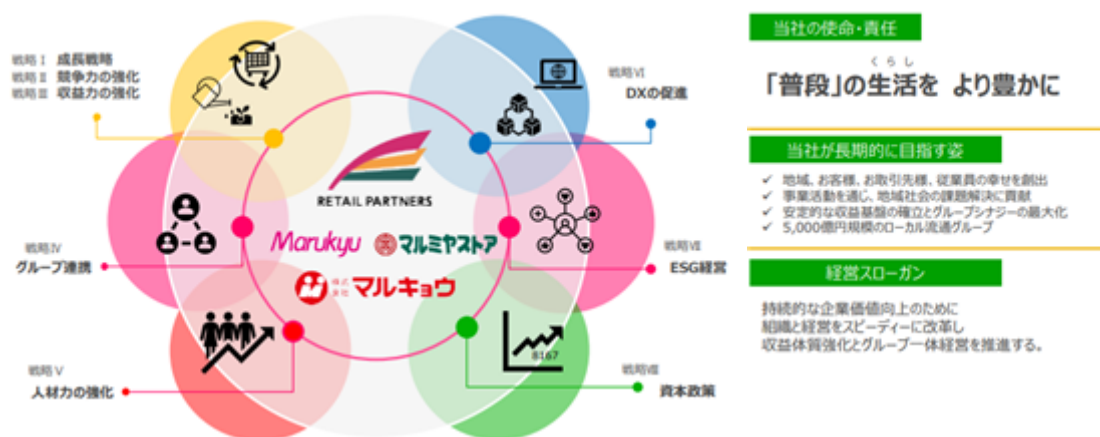 戦略Ⅰ 成長戦略
戦略Ⅱ 競争力の強化
戦略Ⅲ 収益力の強化
戦略Ⅳ
グループ連携
戦略Ⅴ
人材力の強化
RETAIL PARTNERS
Marukyu
マルミヤストア
株式会社 マルキョウ
8167
戦略Ⅵ
DXの促進
戦略Ⅶ
ESG経営
戦略Ⅷ
資本政策
当社の使命・責任
くらし
「普段」の生活を より豊かに
当社が長期的に目指す姿
✓ 地域、お客様、お取引先様、従業員の幸せを創出
✓ 事業活動を通じ、地域社会の課題解決に貢献
✓ 安定的な収益基盤の確立とグループシナジーの最大化
✓ 5,000億円規模のローカル流通グループ
経営スローガン
持続的な企業価値向上のために
組織と経営をスピーディーに改革し
収益体質強化とグループ一体経営を推進する。